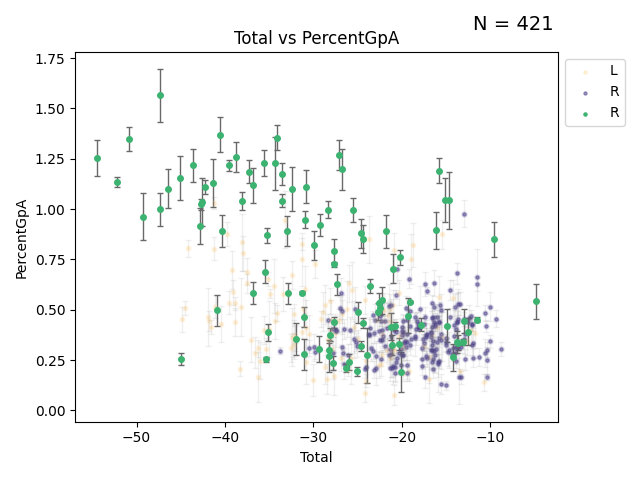 N = 421
Total vs PercentGpA
1.75
1.50
1.25
1.00
0.75
0.50
0.25
0.00
PercentGpA
−50
−40
−30
−20
−10
Total
L
R
R